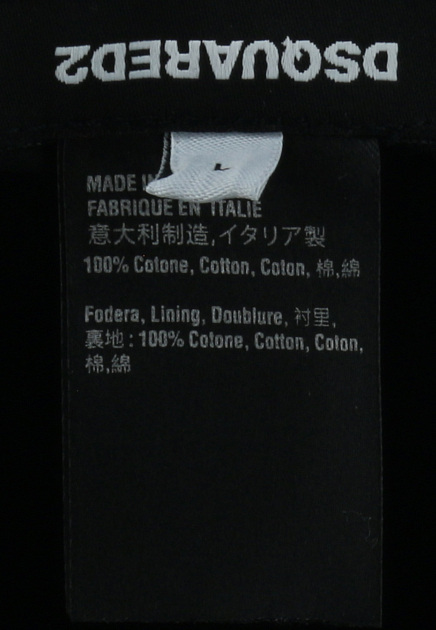 DSQUARED2
L
MADE IN
FABRIQUE EN ITALIE
意大利制造,イタリア製
100% Cotone, Cotton, Coton, 棉,綿
Fodera, Lining, Doublure, 衬里,
裏地 : 100% Cotone, Cotton, Coton,
棉,綿